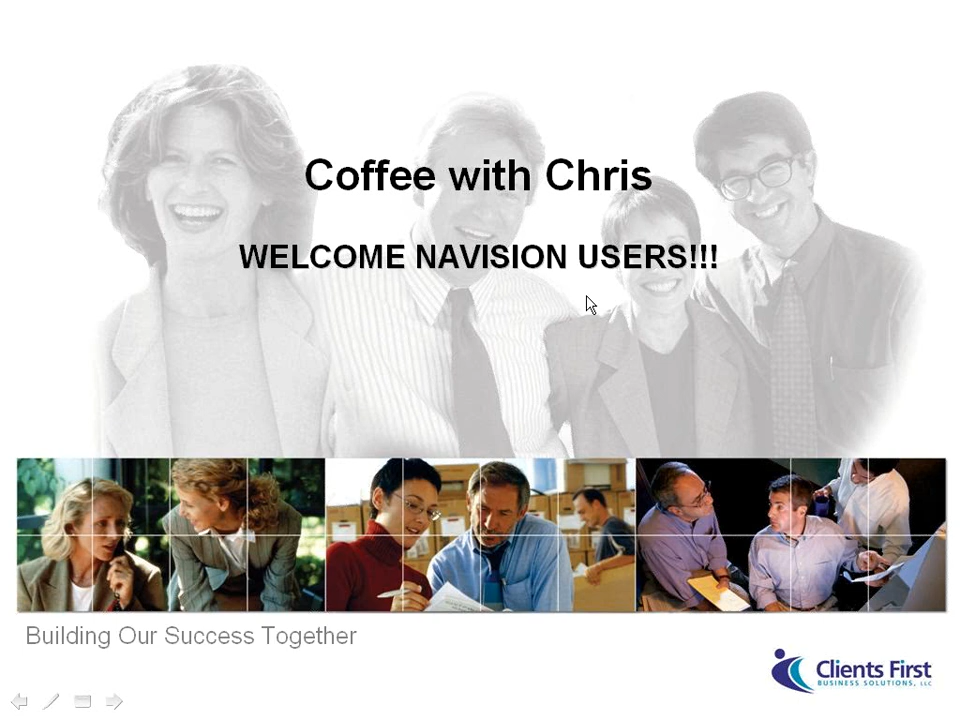 Coffee with Chris
WELCOME NAVISION USERS!!!
Building Our Success Together
Clients First
BUSINESS SOLUTIONS, LLC